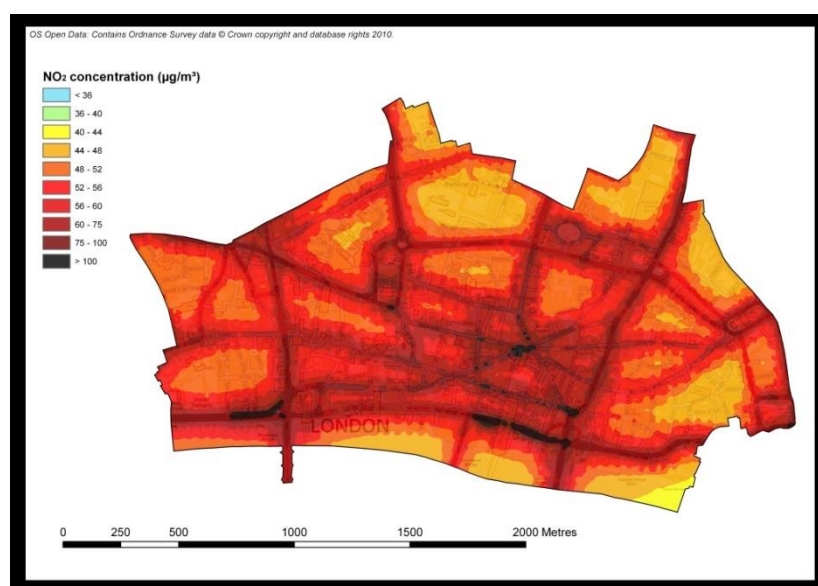 OS Open Data: Contains Ordnance Survey data © Crown copyright and database rights 2010.
NO₂ concentration (µg/m³)
< 36
36 - 40
40 - 44
44 - 48
48 - 52
52 - 56
56 - 60
60 - 75
75 - 100
> 100
LONDON
0 250 500 1000 1500 2000 Metres